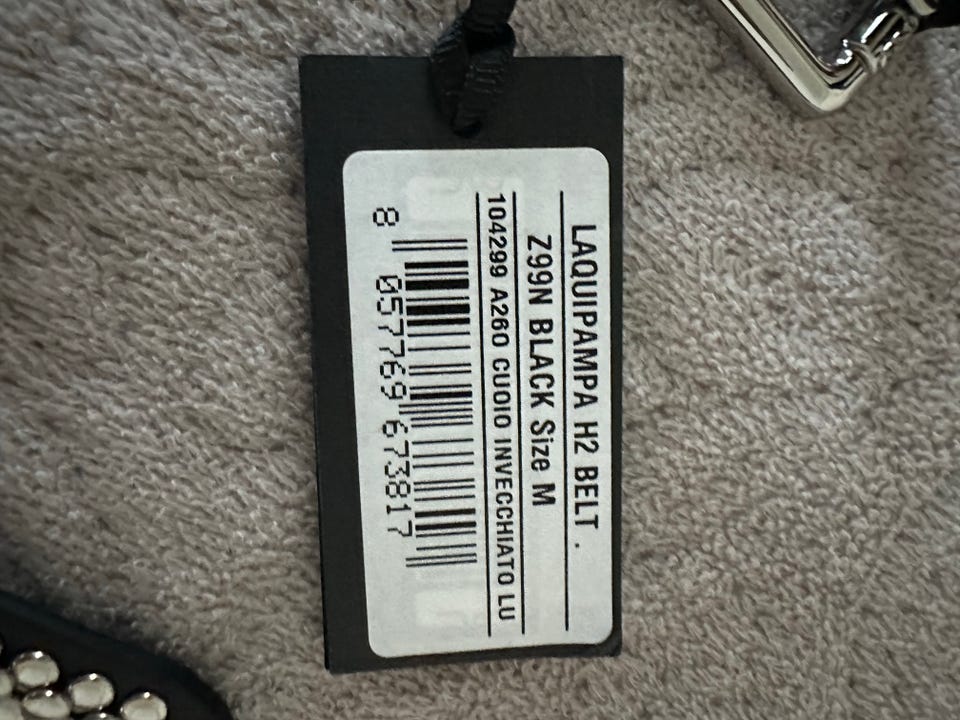 LAQUIPAMPA H2 BELT .
Z99N BLACK Size M
104299 A260 CUOIO INVECCHIATO LU
8 057769 673817